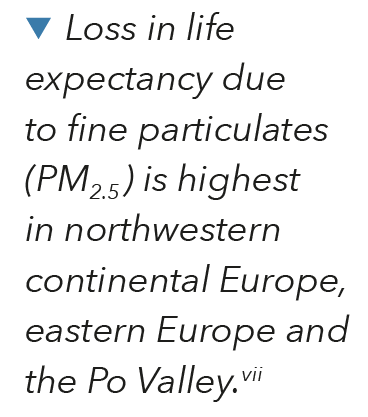 ▼ Loss in life
expectancy due
to fine particulates
(PM2.5) is highest
in northwestern
continental Europe,
eastern Europe and
the Po Valley.vii